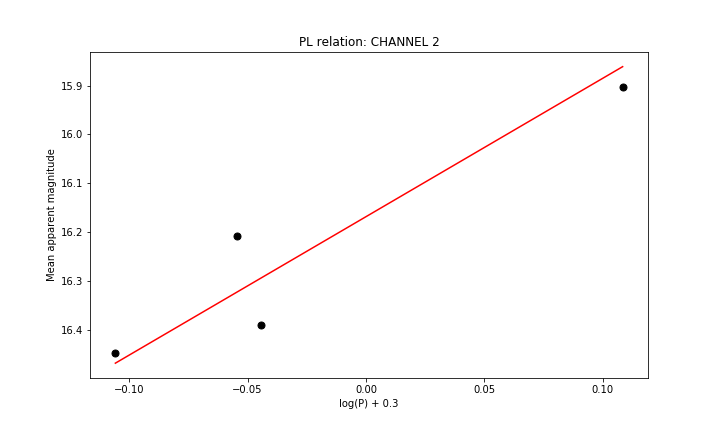 PL relation: CHANNEL 2
Mean apparent magnitude
15.9
16.0
16.1
16.2
16.3
16.4
−0.10 −0.05 0.00 0.05 0.10
log(P) + 0.3